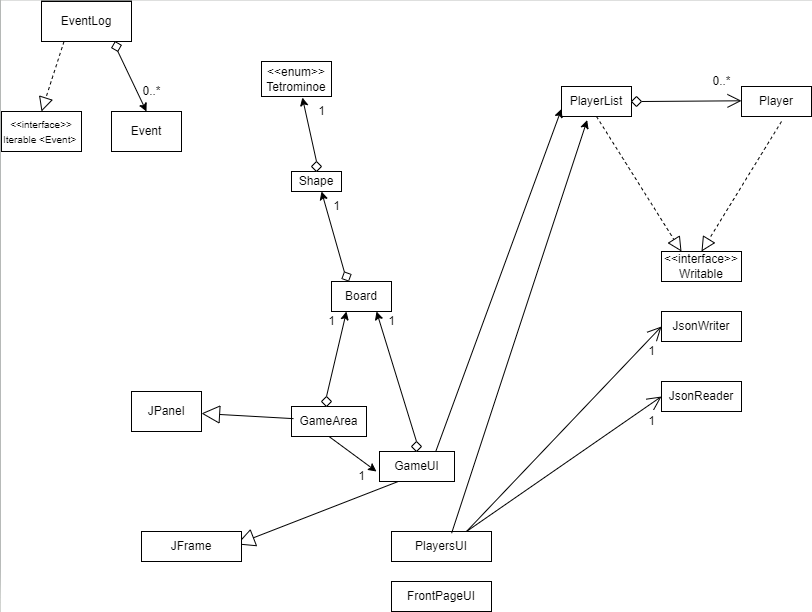 EventLog
0..*
<<interface>>
Iterable <Event>
Event
<<enum>>
Tetrominoe
1
Shape
1
Board
1
1
JPanel
GameArea
1
GameUI
JFrame
PlayersUI
FrontPageUI
PlayerList
0..*
Player
<<interface>>
Writable
JsonWriter
1
JsonReader
1